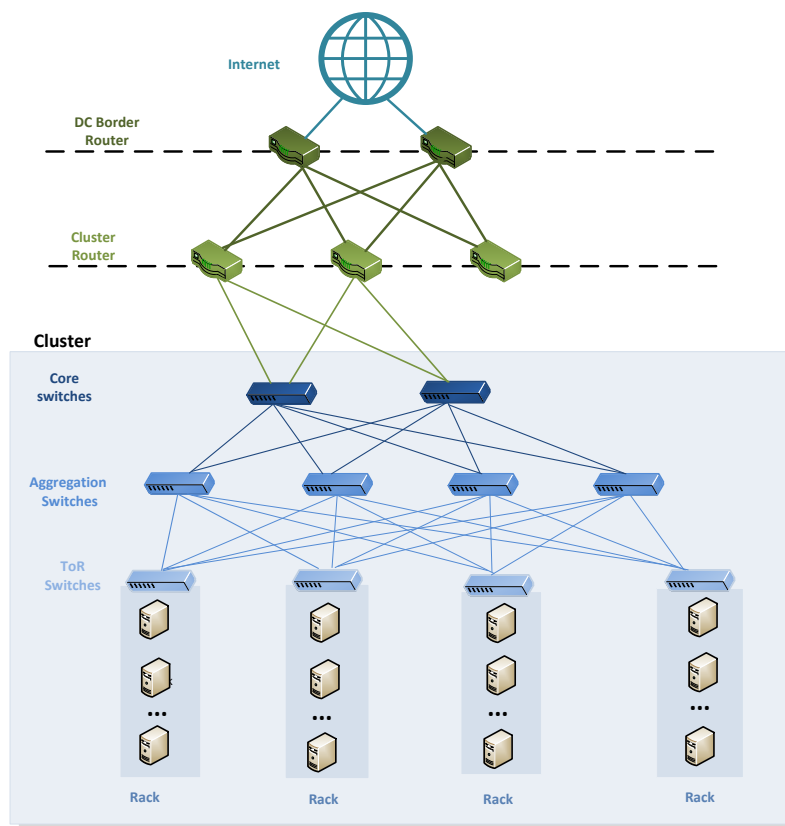 Internet
DC Border
Router
Cluster
Router
Cluster
Core
switches
Aggregation
Switches
ToR
Switches
...
...
...
...
Rack
Rack
Rack
Rack